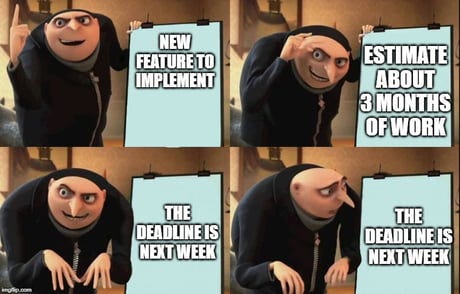 NEW
FEATURE TO
IMPLEMENT
ESTIMATE
ABOUT
3 MONTHS
OF WORK
THE
DEADLINE IS
NEXT WEEK
THE
DEADLINE IS
NEXT WEEK
imgflip.com